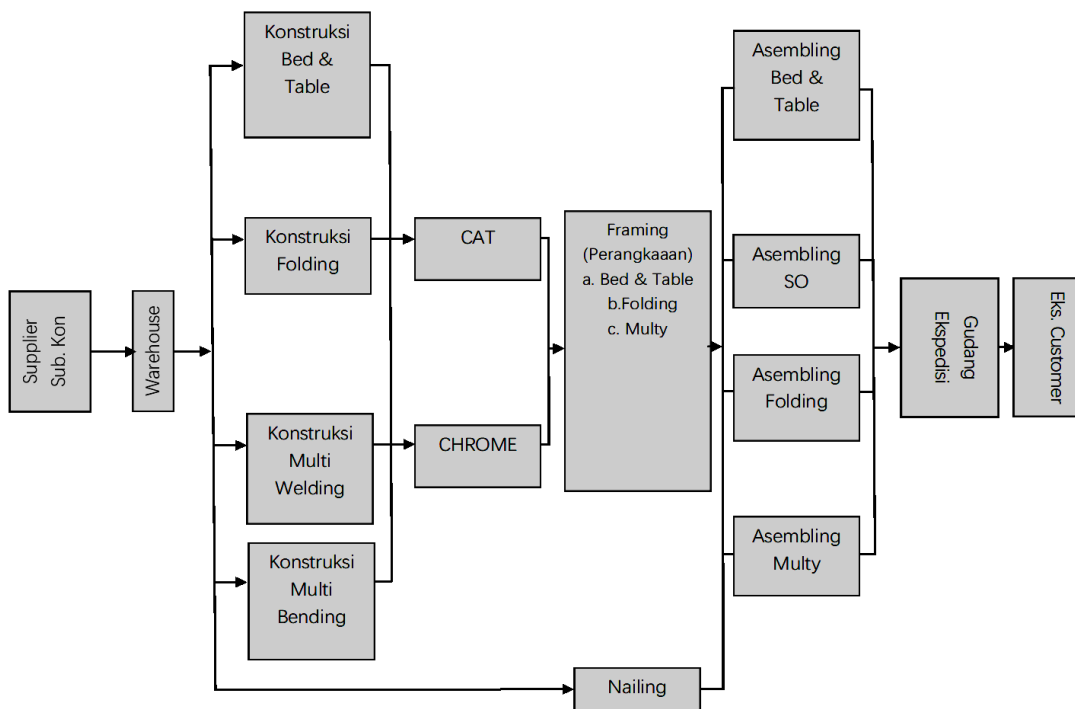 Supplier
Sub. Kon
Warehouse
Konstruksi
Bed &
Table
Konstruksi
Folding
Konstruksi
Multi
Welding
Konstruksi
Multi
Bending
CAT
CHROME
Framing
(Perangkaaan)
a. Bed & Table
b.Folding
c. Multy
Nailing
Asembling
Bed &
Table
Asembling
SO
Asembling
Folding
Asembling
Multy
Gudang
Ekspedisi
Eks. Customer